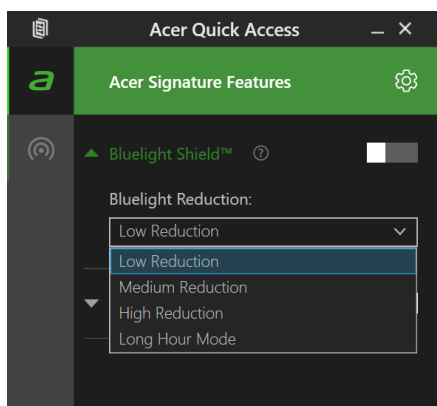 Acer Quick Access
a
Acer Signature Features
Bluelight Shield™ ?
Bluelight Reduction:
Low Reduction
Low Reduction
Medium Reduction
High Reduction
Long Hour Mode